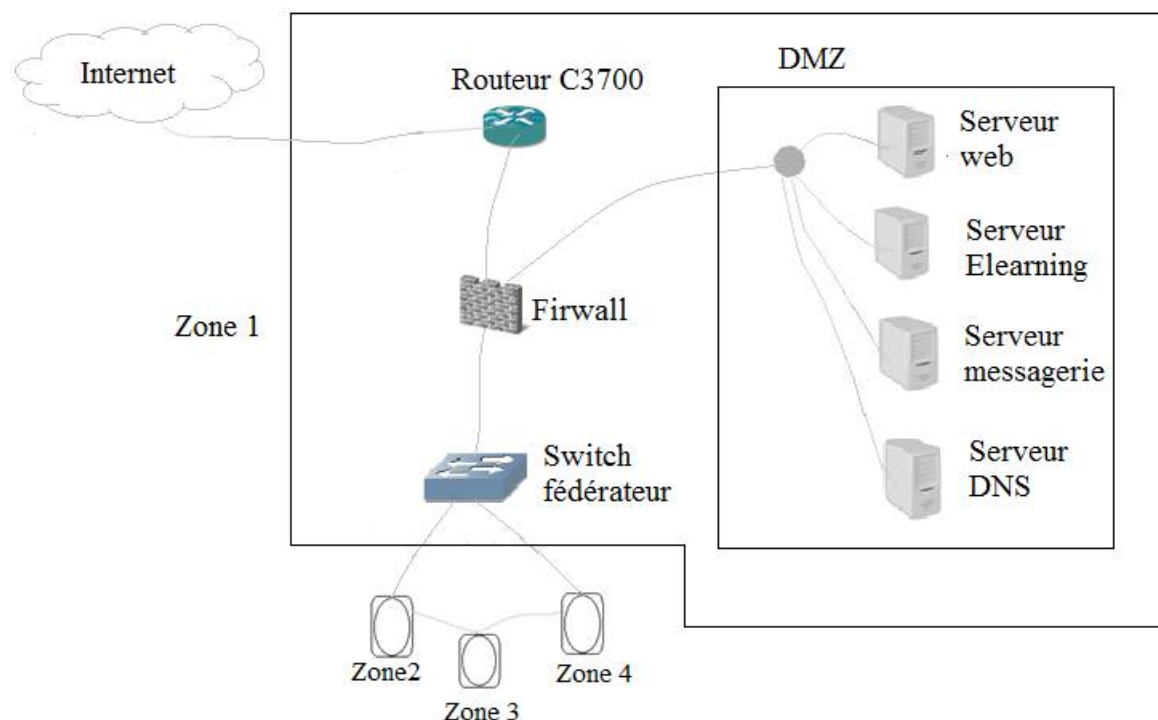 Internet
Routeur C3700
DMZ
Serveur
web
Serveur
Elearning
Zone 1
Firwall
Serveur
messagerie
Switch
fédérateur
Serveur
DNS
Zone2
Zone 3
Zone 4